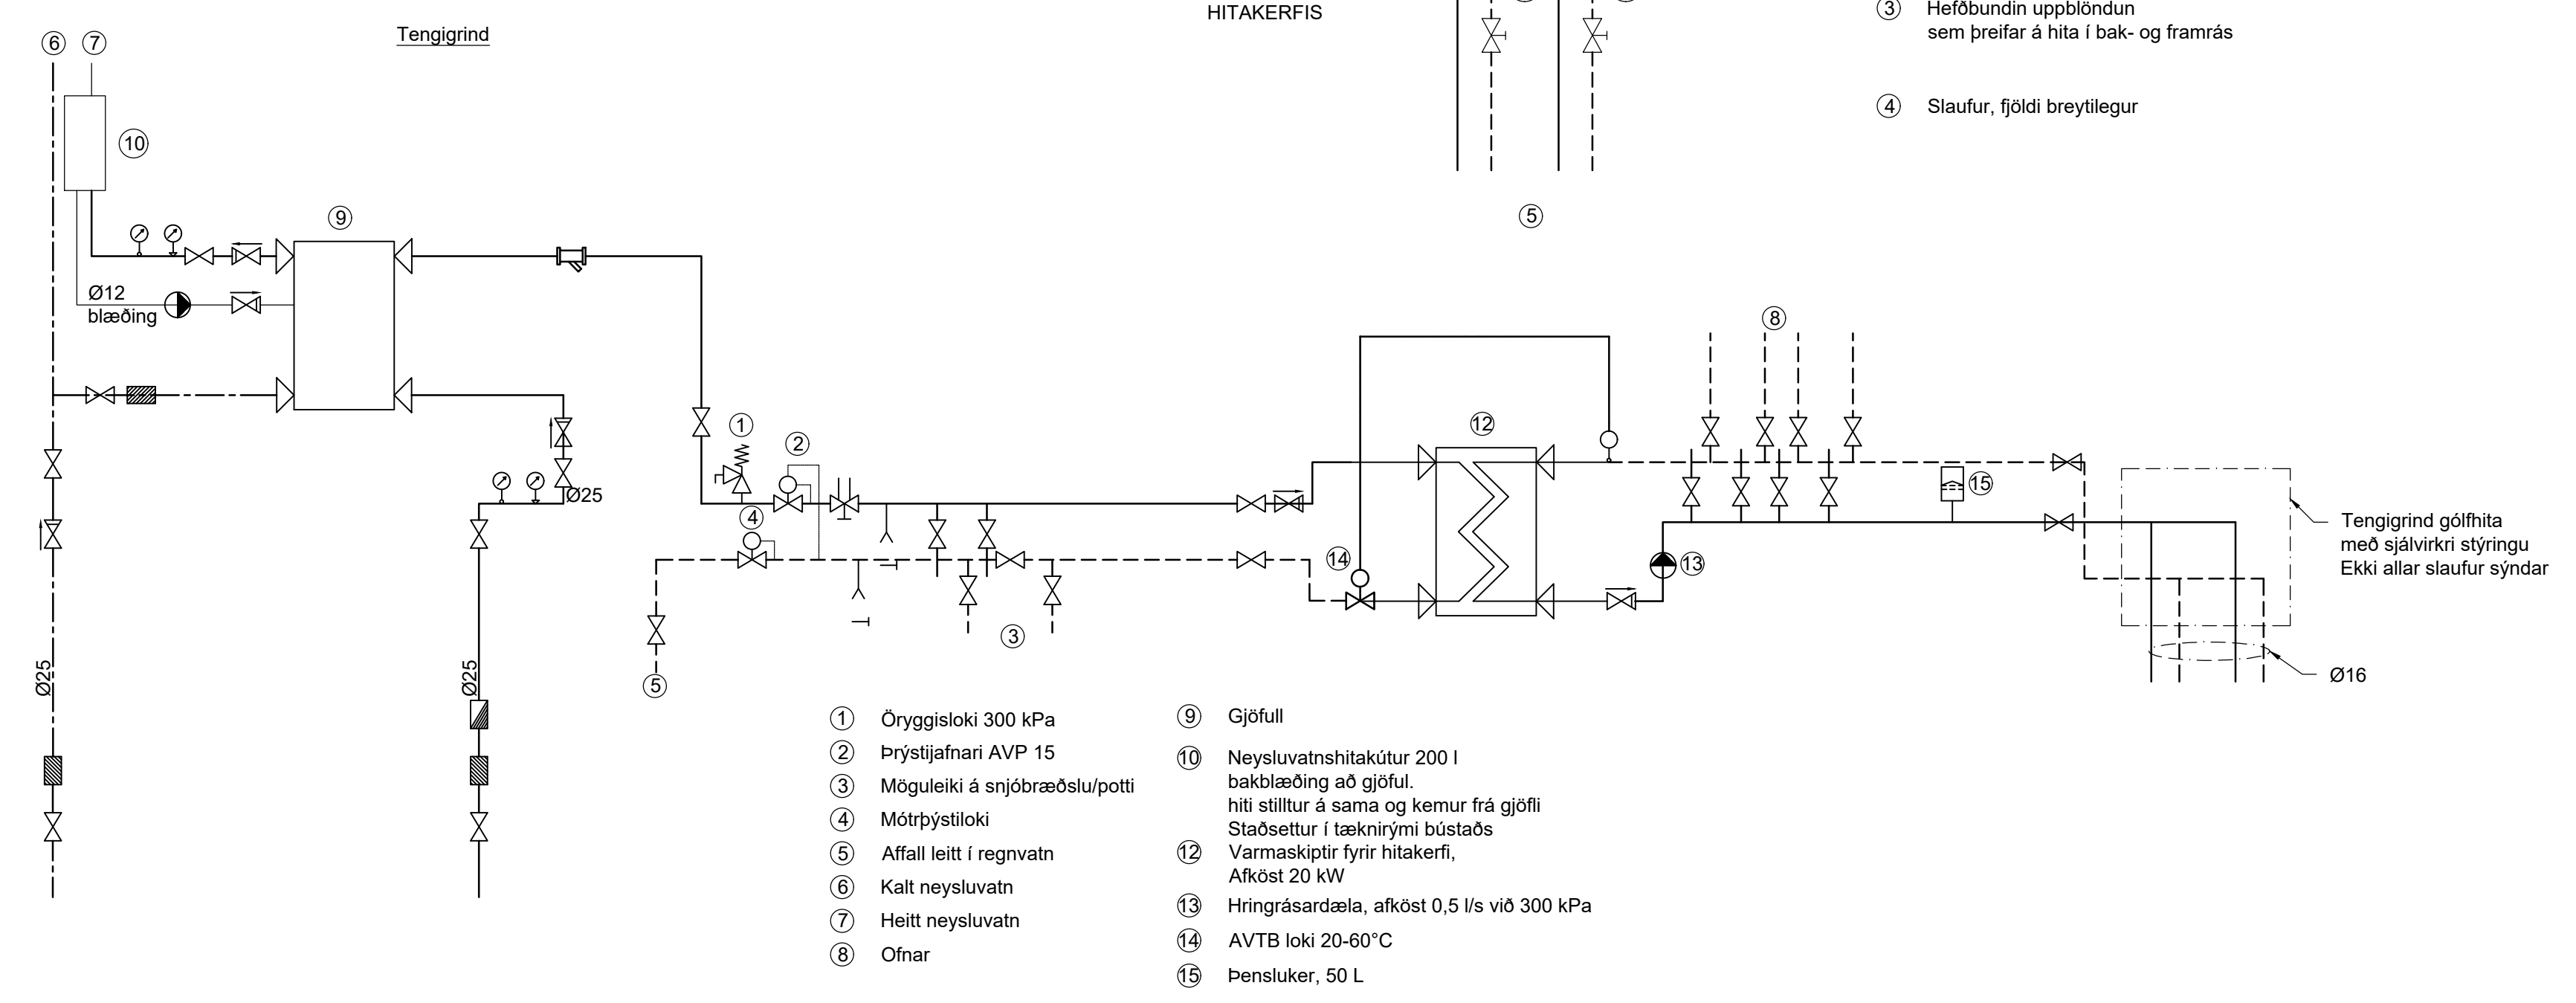 HITAKERFIS
3 Hefðbundin uppblöndun
sem þreifar á hita í bak- og framrás
4 Slaufur, fjöldi breytilegur
5
Tengigrind
6
7
10
9
Ø12
blæðing
Ø25
Ø25
Ø25
1
2
4
3
5
12
14
13
8
15
Tengigrind gólfhita
með sjálvirkri stýringu
Ekki allar slaufur sýndar
Ø16
1 Öryggisloki 300 kPa
2 Þrýstijafnari AVP 15
3 Möguleiki á snjóbræðslu/potti
4 Mótrþýstiloki
5 Affall leitt í regnvatn
6 Kalt neysluvatn
7 Heitt neysluvatn
8 Ofnar
9 Gjöfull
10 Neysluvatnshitakútur 200 l
bakblæðing að gjöful.
hiti stilltur á sama og kemur frá gjöfli
Staðsettur í tæknirými bústaðs
12 Varmaskiptir fyrir hitakerfi,
Afköst 20 kW
13 Hringrásardæla, afköst 0,5 l/s við 300 kPa
14 AVTB loki 20-60°C
15 Þensluker, 50 L